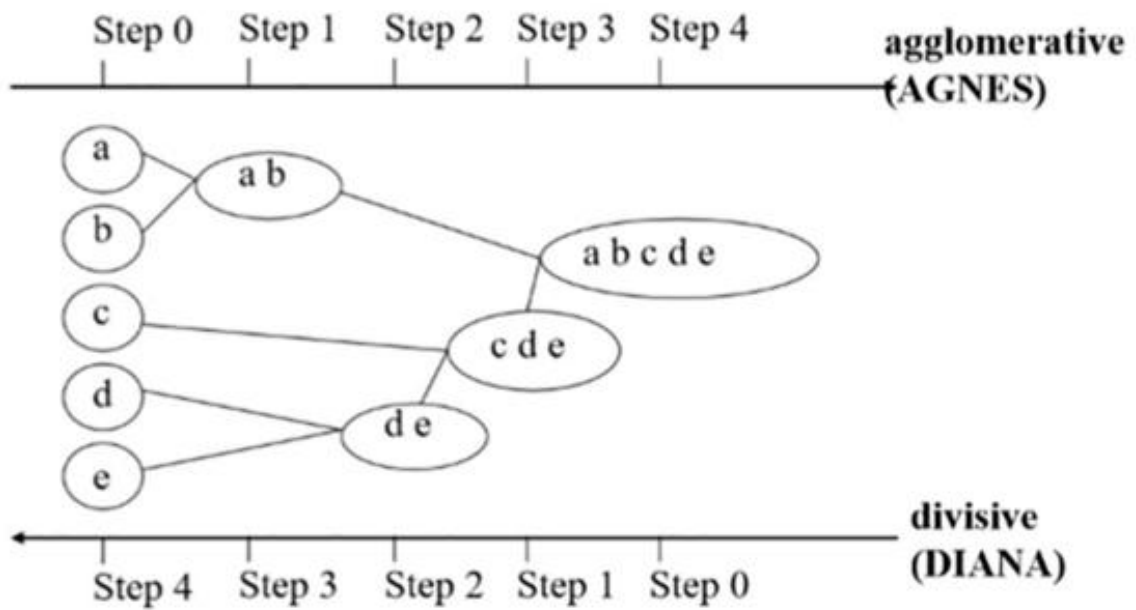 Step 0 Step 1 Step 2 Step 3 Step 4
agglomerative
(AGNES)
a
a b
b
a b c d e
c
c d e
d
d e
e
divisive
(DIANA)
Step 4 Step 3 Step 2 Step 1 Step 0